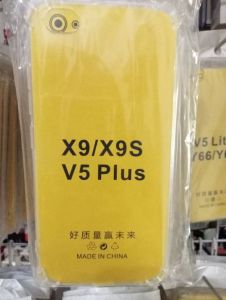 X9/X9S
V5 Plus
好质量赢未来
MADE IN CHINA
V5 Lit
Y66/Y6